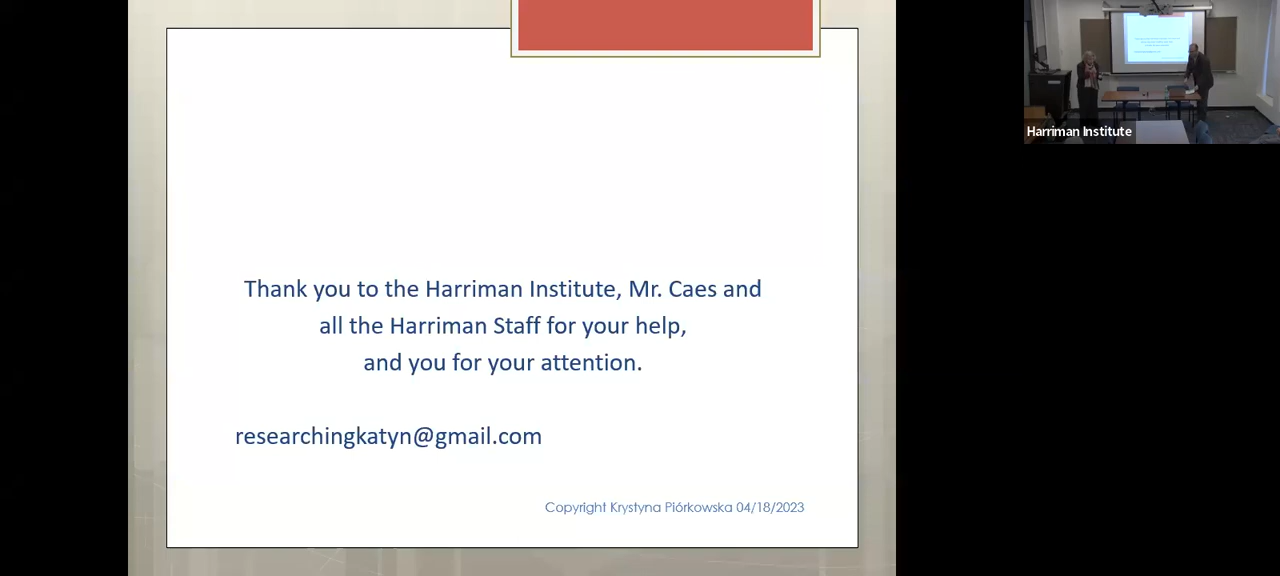 Thank you to the Harriman Institute, Mr. Caes and
all the Harriman Staff for your help,
and you for your attention.
researchingkatyn@gmail.com
Copyright Krystyna Piórkowska 04/18/2023
Harriman Institute